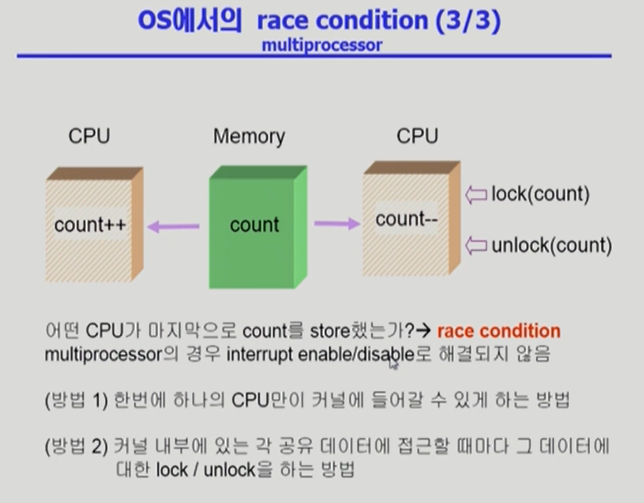 OS에서의 race condition (3/3)
multiprocessor
CPU
Memory
CPU
count++
count
count--
lock(count)
unlock(count)
어떤 CPU가 마지막으로 count를 store했는가?→ race condition
multiprocessor의 경우 interrupt enable/disable로 해결되지 않음
(방법 1) 한번에 하나의 CPU만이 커널에 들어갈 수 있게 하는 방법
(방법 2) 커널 내부에 있는 각 공유 데이터에 접근할 때마다 그 데이터에
대한 lock / unlock을 하는 방법